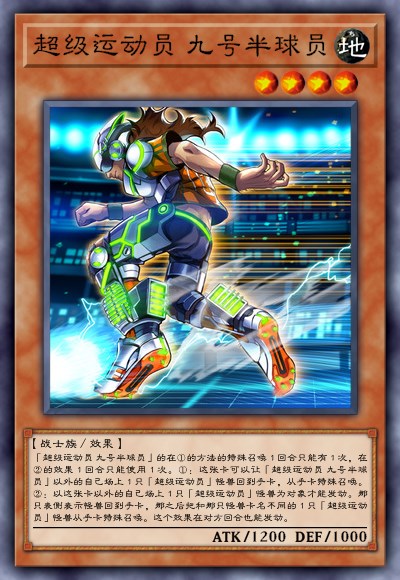 超级运动员 九号半球员
地
【战士族/效果】
「超级运动员 九号半球员」的在①的方法的特殊召唤1回合只能有1次，在
②的效果1回合只能使用1次。①：这张卡可以让「超级运动员 九号半球
员」以外的自己场上1只「超级运动员」怪兽回到手卡，从手卡特殊召唤。
②：以这张卡以外的自己场上1只「超级运动员」怪兽为对象才能发动。那
只表侧表示怪兽回到手卡，那之后把和那只怪兽卡名不同的1只「超级运动
员」怪兽从手卡特殊召唤。这个效果在对方回合也能发动。
ATK/1200 DEF/1000